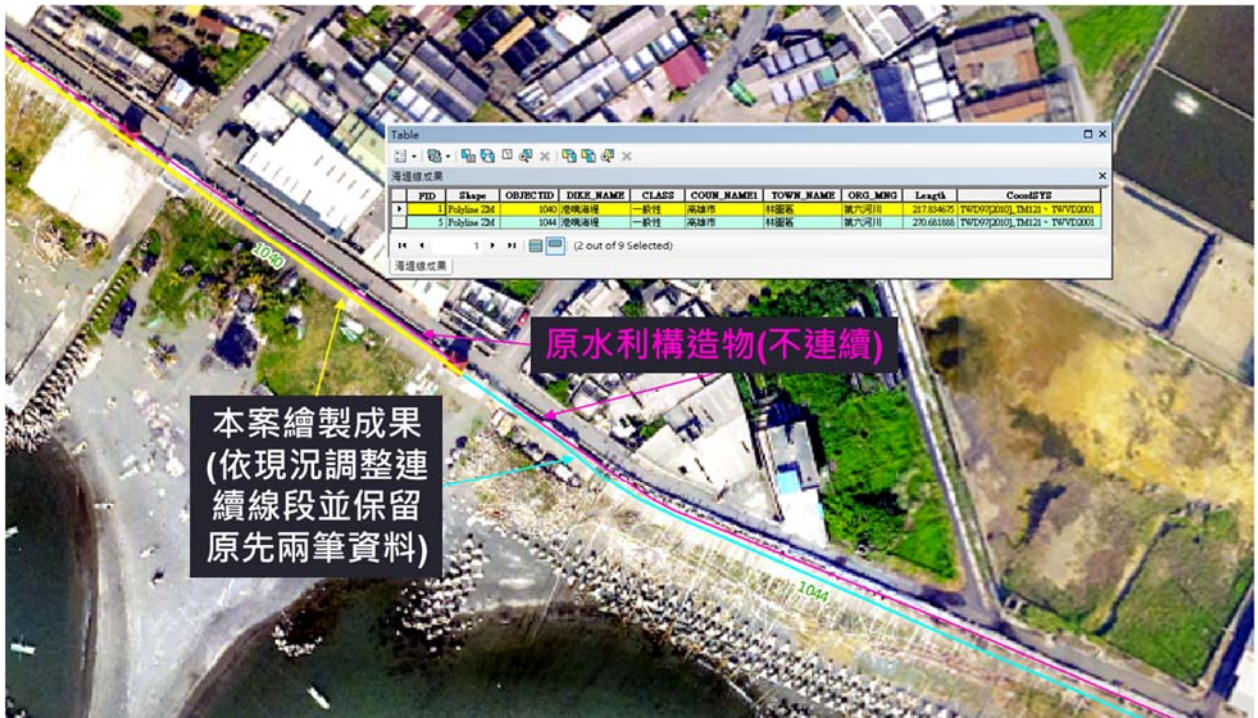 Table
海堤線成果
FID Shape OBJECTID DIKE_NAME CLASS COUN_NAME1 TOWN_NAME ORG_MNG Length CoordSYS
1 Polyline ZM 1040 港嘴海堤 一般性 高雄市 林園區 第六河川 217.834675 TWD97[2010]_TM121、TWVD2001
5 Polyline ZM 1044 港嘴海堤 一般性 高雄市 林園區 第六河川 270.681888 TWD97[2010]_TM121、TWVD2001
1 (2 out of 9 Selected)
海堤線成果
1040
原水利構造物(不連續)
本案繪製成果
(依現況調整連
續線段並保留
原先兩筆資料)
1044